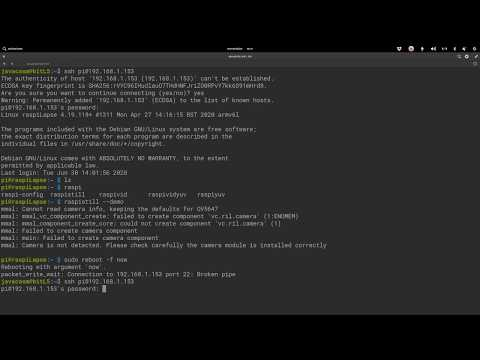 javacasm@bitL5:~$ ssh pi@192.168.1.153
The authenticity of host '192.168.1.153 (192.168.1.153)' can't be established.
Are you sure you want to continue connecting (yes/no)? yes
Warning: Permanently added '192.168.1.153' (ECDSA) to the list of known hosts.
pi@192.168.1.153's password:
Linux raspiLapse 4.19.118+ #1311 Mon Apr 27 14:16:15 BST 2020 armv6l
The programs included with the Debian GNU/Linux system are free software;
the exact distribution terms for each program are described in the
individual files in /usr/share/doc/*/copyright.
Debian GNU/Linux comes with ABSOLUTELY NO WARRANTY, to the extent
permitted by applicable law.
Last login: Tue Jun 30 14:01:56 2020
pi@raspiLapse:~ $ ls
pi@raspiLapse:~ $ raspi
raspi-config raspistill raspivid raspividyuv raspiyuv
pi@raspiLapse:~ $ raspistill --demo
mmal: Cannot read camera info, keeping the defaults for OV5647
mmal: mmal_vc_component_create: failed to create component 'vc.ril.camera' (1:ENOMEM)
mmal: mmal_component_create_core: could not create component 'vc.ril.camera' (1)
mmal: Failed to create camera component
mmal: main: Failed to create camera component
mmal: Camera is not detected. Please check carefully the camera module is installed correctly
pi@raspiLapse:~ $ sudo reboot -f now
Rebooting with argument 'now'.
packet_write_wait: Connection to 192.168.1.153 port 22: Broken pipe
javacasm@bitL5:~$ ssh pi@192.168.1.153
pi@192.168.1.153's password: